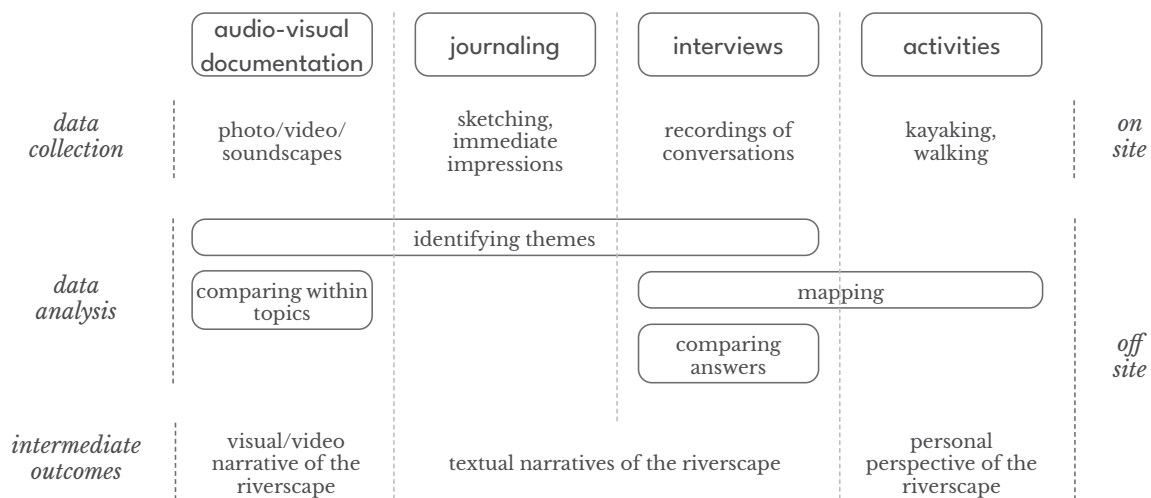 audio-visual
documentation
journaling
interviews
activities
data
collection
photo/video/
soundscapes
sketching,
immediate
impressions
recordings of
conversations
kayaking,
walking
on
site
identifying themes
data
analysis
comparing within
topics
mapping
comparing
answers
off
site
intermediate
outcomes
visual/video
narrative of the
riverscape
textual narratives of the riverscape
personal
perspective of the
riverscape